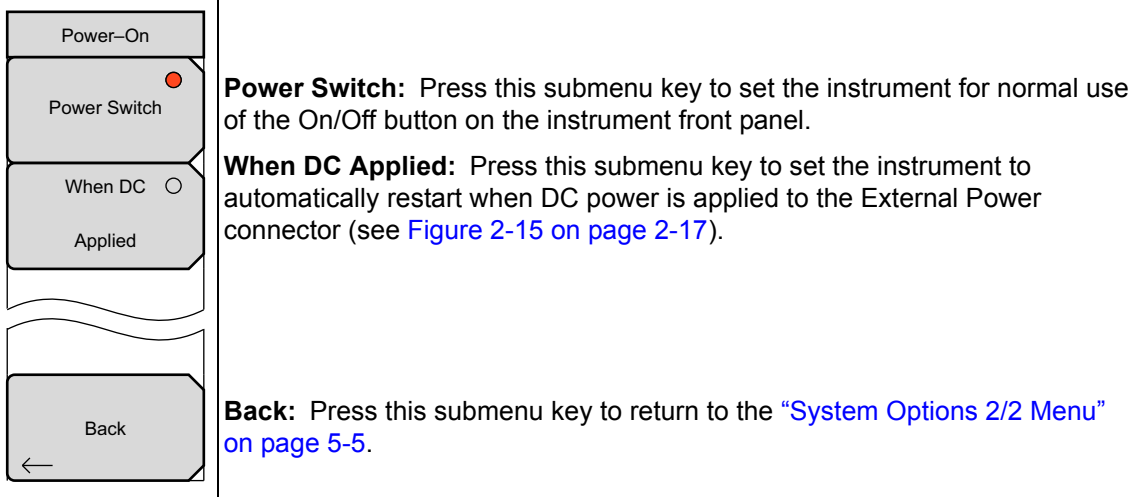 Power–On
Power Switch
When DC
Applied
Back
Power Switch: Press this submenu key to set the instrument for normal use
of the On/Off button on the instrument front panel.
When DC Applied: Press this submenu key to set the instrument to
automatically restart when DC power is applied to the External Power
connector (see Figure 2-15 on page 2-17).
Back: Press this submenu key to return to the “System Options 2/2 Menu”
on page 5-5.